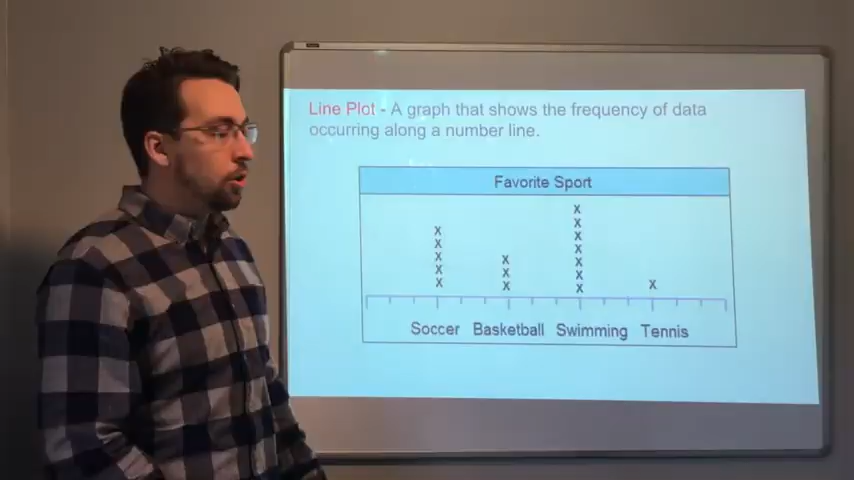 Line Plot - A graph that shows the frequency of data
occurring along a number line.
Favorite Sport
X
X
X X
X X
X X X
X X X
X X X X
Soccer Basketball Swimming Tennis